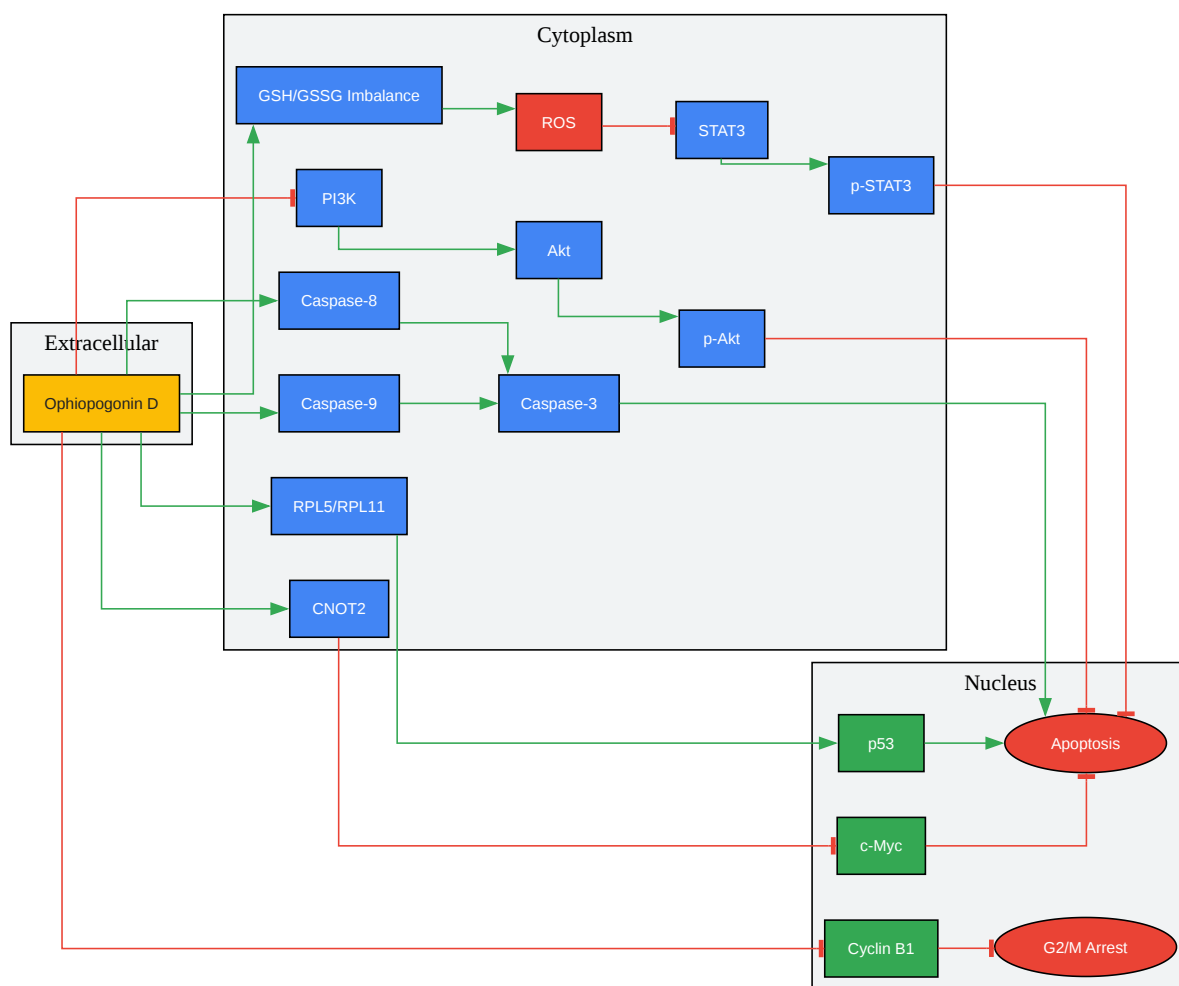 Cytoplasm
GSH/GSSG Imbalance
ROS
STAT3
p-STAT3
PI3K
Akt
Caspase-8
p-Akt
Extracellular
Ophiopogonin D
Caspase-9
Caspase-3
RPL5/RPL11
CNOT2
Nucleus
p53
Apoptosis
c-Myc
Cyclin B1
G2/M Arrest